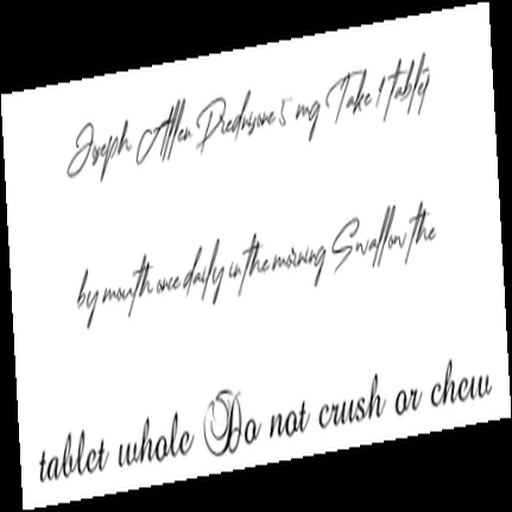 Joseph Allen Prednisone 5 mg Take 1 tablet
by mouth once daily in the morning Swallow the
tablet whole Do not crush or chew